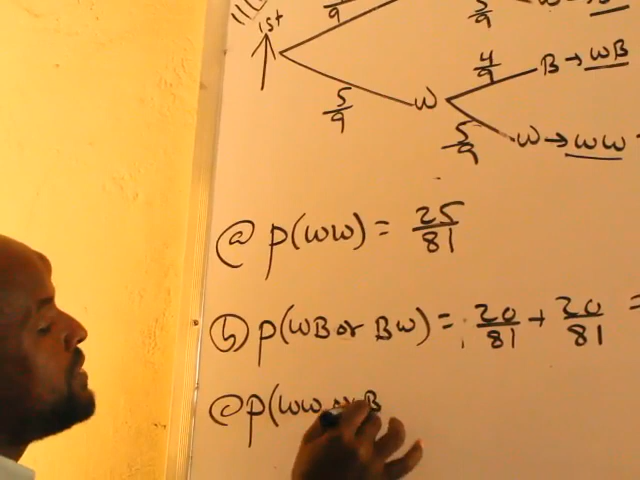 1st
4/9
5/9
5/9 W
4/9 B → WB
5/9 W → WW
ⓐ P(WW) = 25/81
ⓑ P(WB or BW) = 20/81 + 20/81 =
ⓒ P(WW or B